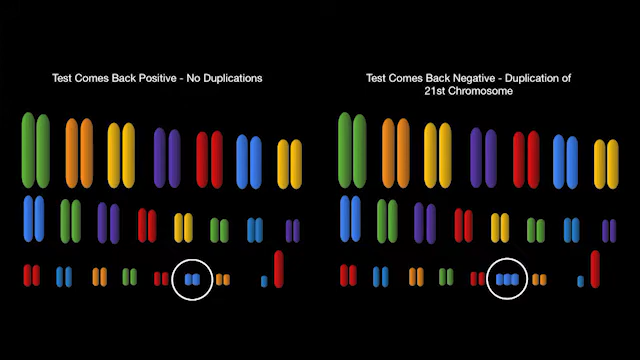 Test Comes Back Positive - No Duplications
Test Comes Back Negative - Duplication of
21st Chromosome